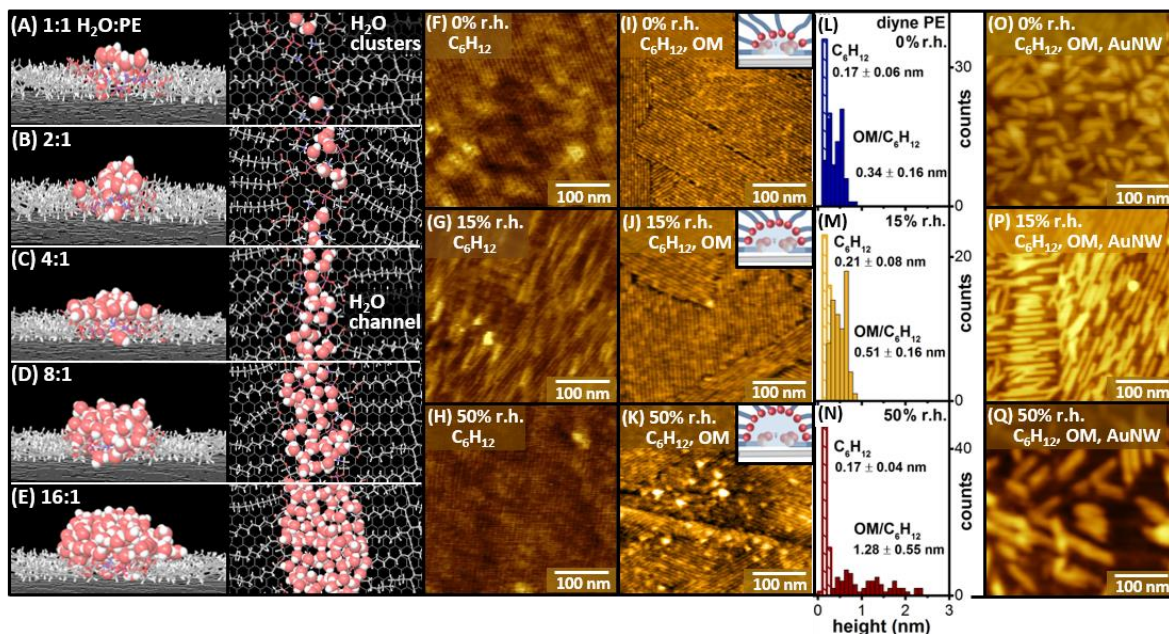 (A) 1:1 H₂O:PE
H₂O
clusters
(B) 2:1
(C) 4:1
H₂O
channel
(D) 8:1
(E) 16:1
(F) 0% r.h.
C₆H₁₂
100 nm
(G) 15% r.h.
C₆H₁₂
100 nm
(H) 50% r.h.
C₆H₁₂
100 nm
(I) 0% r.h.
C₆H₁₂, OM
100 nm
(J) 15% r.h.
C₆H₁₂, OM
100 nm
(K) 50% r.h.
C₆H₁₂, OM
100 nm
(L) diyne PE
0% r.h.
C₆H₁₂
0.17 ± 0.06 nm
OM/C₆H₁₂
0.34 ± 0.16 nm
30
counts
0
(M) 15% r.h.
C₆H₁₂
0.21 ± 0.08 nm
OM/C₆H₁₂
0.51 ± 0.16 nm
20
counts
0
(N) 50% r.h.
C₆H₁₂
0.17 ± 0.04 nm
OM/C₆H₁₂
1.28 ± 0.55 nm
40
counts
0
0 1 2 3
height (nm)
(O) 0% r.h.
C₆H₁₂, OM, AuNW
100 nm
(P) 15% r.h.
C₆H₁₂, OM, AuNW
100 nm
(Q) 50% r.h.
C₆H₁₂, OM, AuNW
100 nm